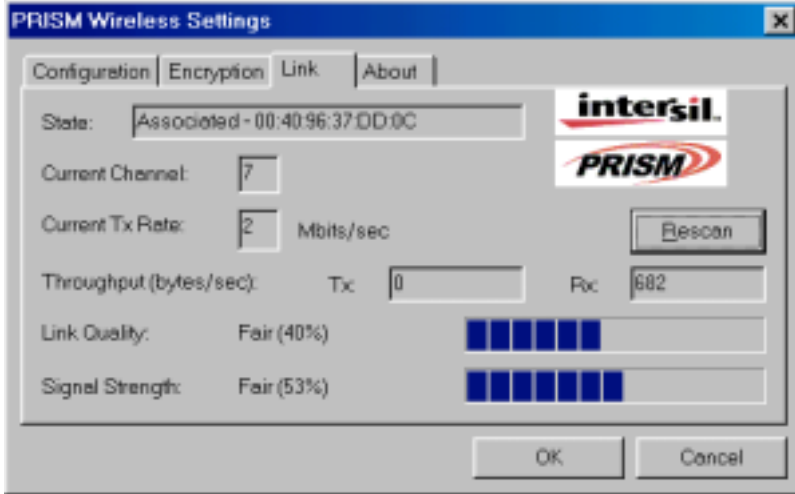 PRISM Wireless Settings
Configuration Encryption Link About
State: Associated - 00:40:96:37:DD:0C
intersil.
PRISM
Current Channel: 7
Current Tx Rate: 2 Mbits/sec
Rescan
Throughput (bytes/sec): Tx: 0 Rx: 682
Link Quality: Fair (40%)
Signal Strength: Fair (53%)
OK Cancel